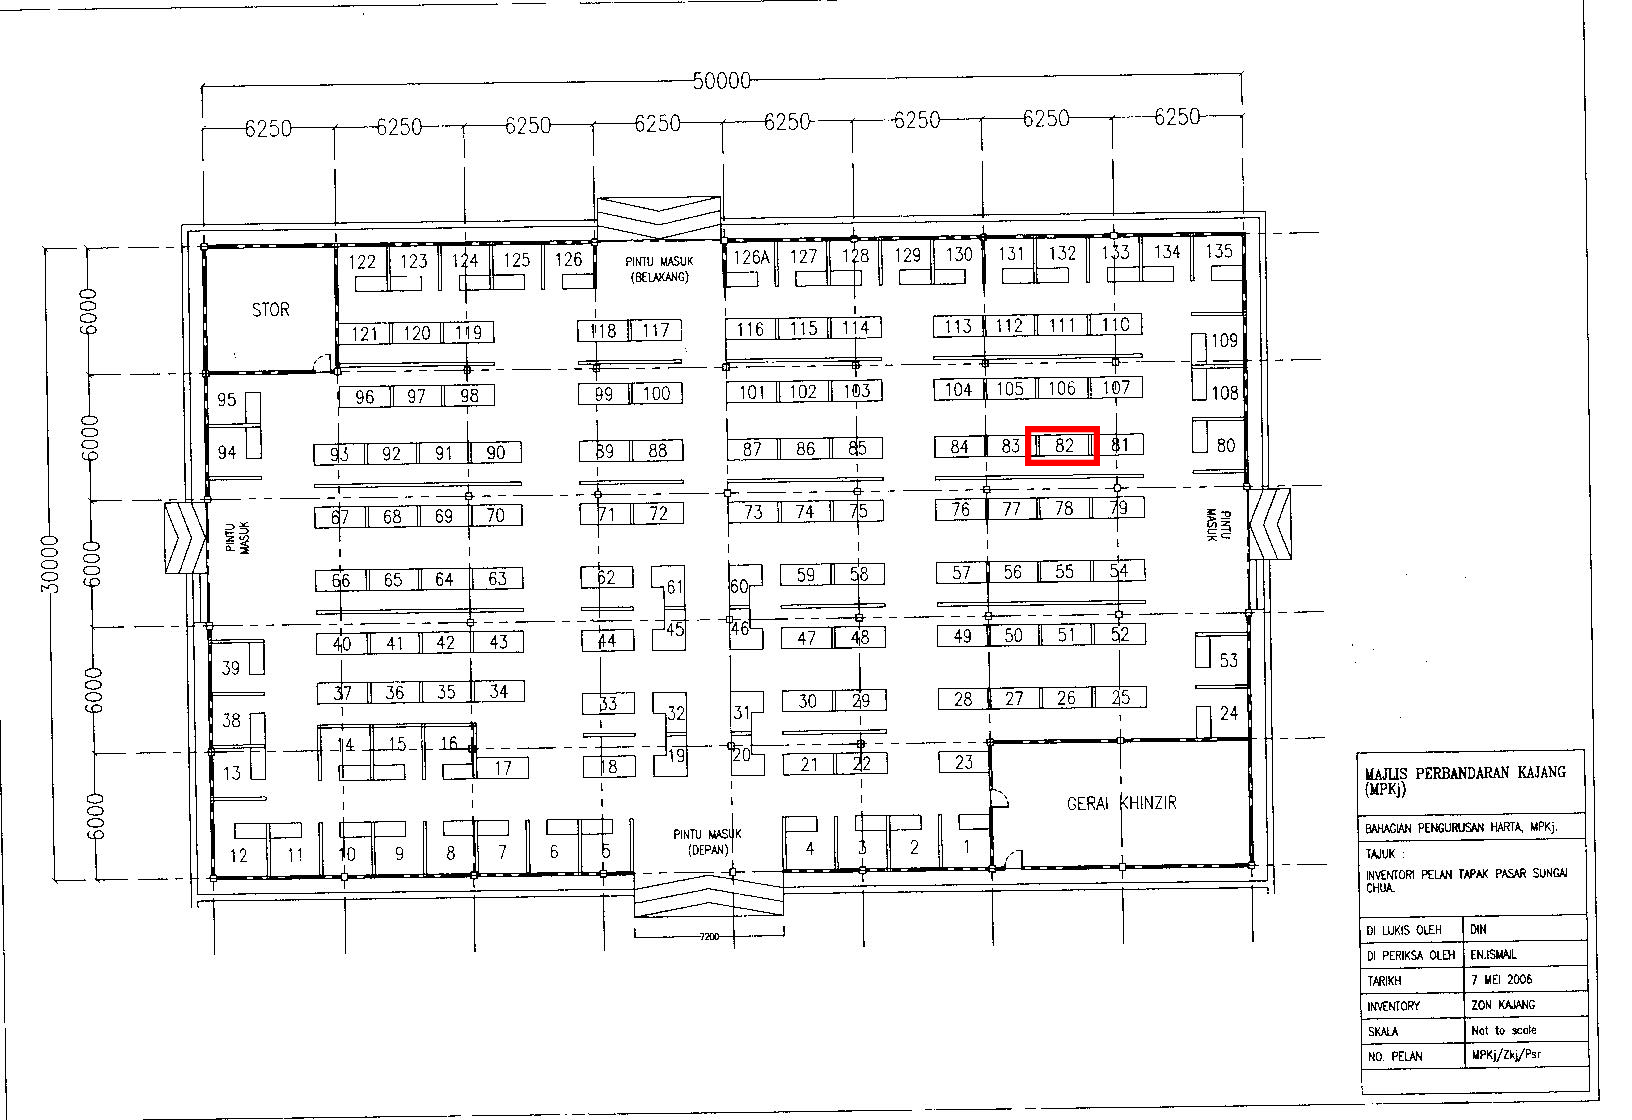 50000
6250 6250 6250 6250 6250 6250 6250 6250
122 123 124 125 126 PINTU MASUK 126A 127 128 129 130 131 132 133 134 135
(BELAKANG)
STOR
6000
121 120 119 118 117 116 115 114 113 112 111 110
109
95 96 97 98 99 100 101 102 103 104 105 106 107 108
6000
94 93 92 91 90 89 88 87 86 85 84 83 82 81 80
67 68 69 70 71 72 73 74 75 76 77 78 79
PINTU MASUK
PINTU MASUK
30000
6000
66 65 64 63 62 61 60 59 58 57 56 55 54
40 41 42 43 44 45 46 47 48 49 50 51 52
39 53
6000
37 36 35 34 33 32 31 30 29 28 27 26 25
38 24
14 15 16 17 18 19 20 21 22 23
13
6000
GERAI KHINZIR
PINTU MASUK
(DEPAN)
12 11 10 9 8 7 6 5 4 3 2 1
7200
MAJLIS PERBANDARAN KAJANG
(MPKj)
BAHAGIAN PENGURUSAN HARTA, MPKj.
TAJUK :
INVENTORI PELAN TAPAK PASAR SUNGAI
CHUA.
DI LUKIS OLEH DIN
DI PERIKSA OLEH EN.ISMAIL
TARIKH 7 MEI 2006
INVENTORY ZON KAJANG
SKALA Not to scale
NO. PELAN MPKj/Zkj/Psr